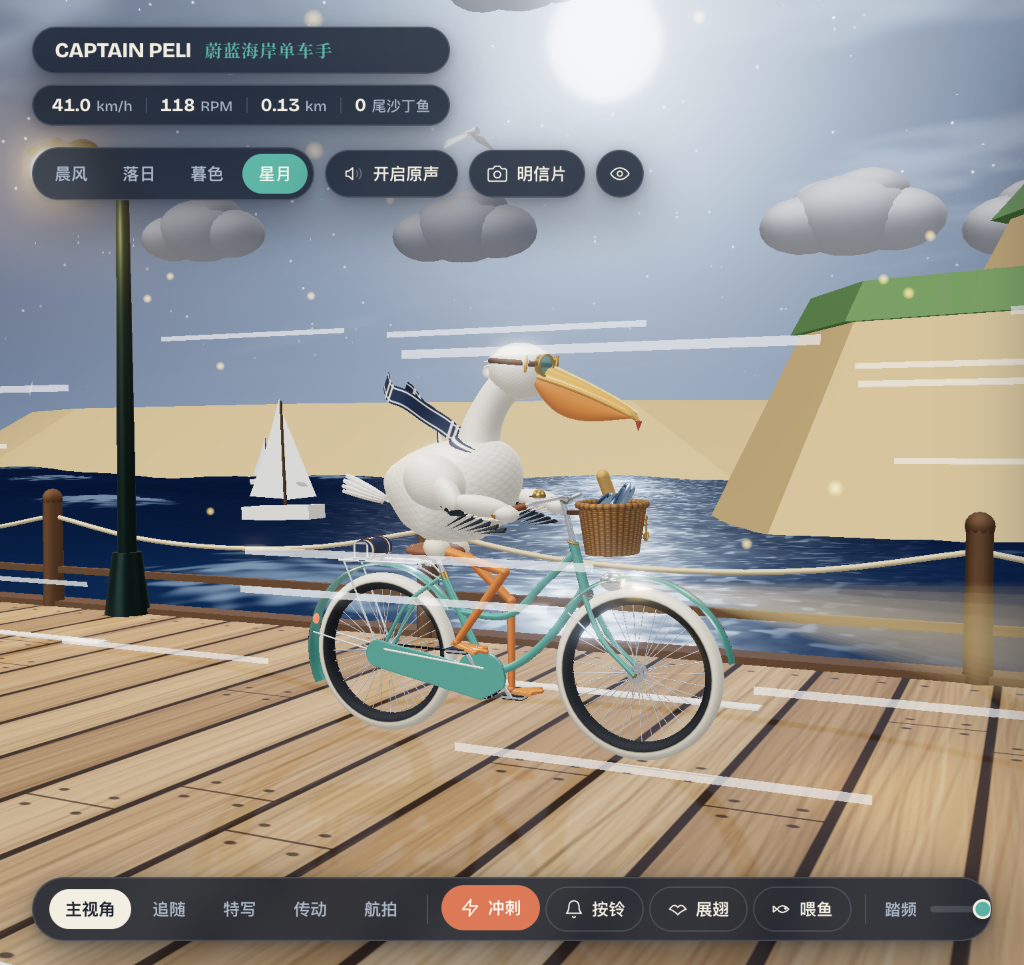 CAPTAIN PELI 蔚蓝海岸单车手
41.0 km/h 118 RPM 0.13 km 0 尾沙丁鱼
晨风 落日 暮色 星月 开启原声 明信片
主视角 追随 特写 传动 航拍 冲刺 按铃 展翅 喂鱼 踏频